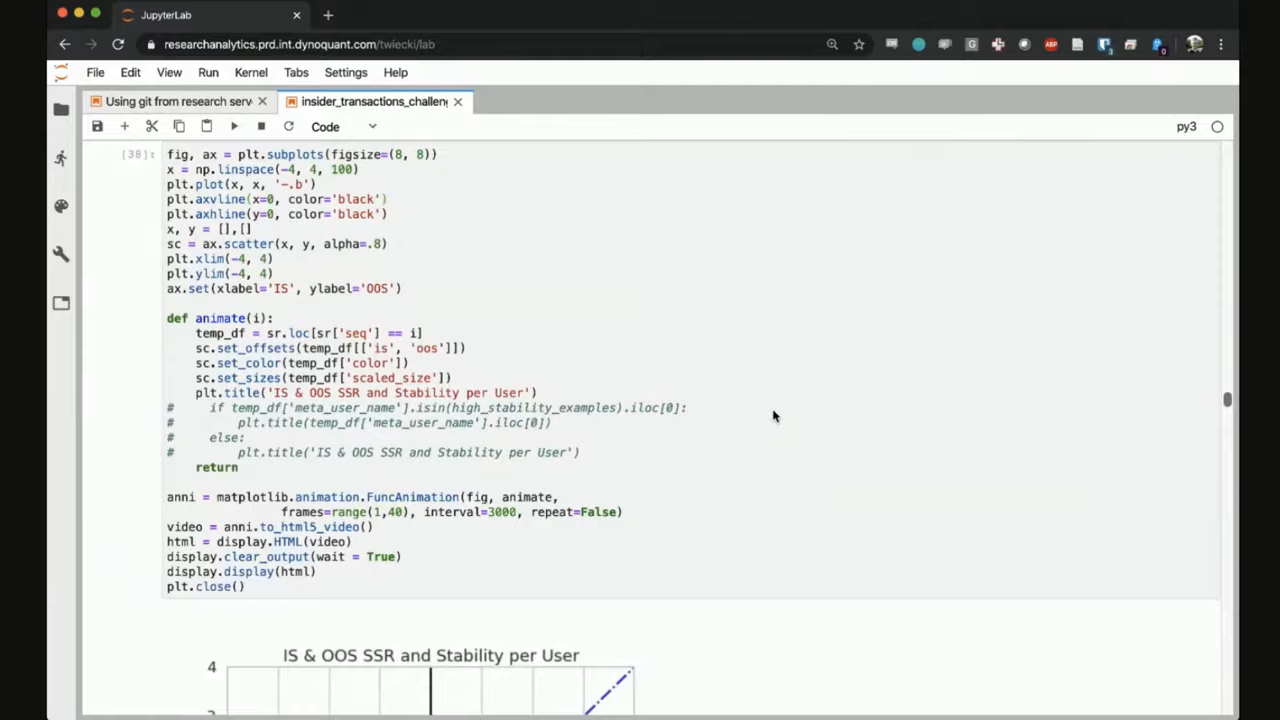 JupyterLab
researchanalytics.prd.int.dynoquant.com/twiecki/lab
File Edit View Run Kernel Tabs Settings Help
Using git from research serv insider_transactions_challen
Code py3
[38]: fig, ax = plt.subplots(figsize=(8, 8))
x = np.linspace(-4, 4, 100)
plt.plot(x, x, '-.b')
plt.axvline(x=0, color='black')
plt.axhline(y=0, color='black')
x, y = [],[]
sc = ax.scatter(x, y, alpha=.8)
plt.xlim(-4, 4)
plt.ylim(-4, 4)
ax.set(xlabel='IS', ylabel='OOS')
def animate(i):
temp_df = sr.loc[sr['seq'] == i]
sc.set_offsets(temp_df[['is', 'oos']])
sc.set_color(temp_df['color'])
sc.set_sizes(temp_df['scaled_size'])
plt.title('IS & OOS SSR and Stability per User')
# if temp_df['meta_user_name'].isin(high_stability_examples).iloc[0]:
# plt.title(temp_df['meta_user_name'].iloc[0])
# else:
# plt.title('IS & OOS SSR and Stability per User')
return
anni = matplotlib.animation.FuncAnimation(fig, animate,
frames=range(1,40), interval=3000, repeat=False)
video = anni.to_html5_video()
html = display.HTML(video)
display.clear_output(wait = True)
display.display(html)
plt.close()
IS & OOS SSR and Stability per User
4